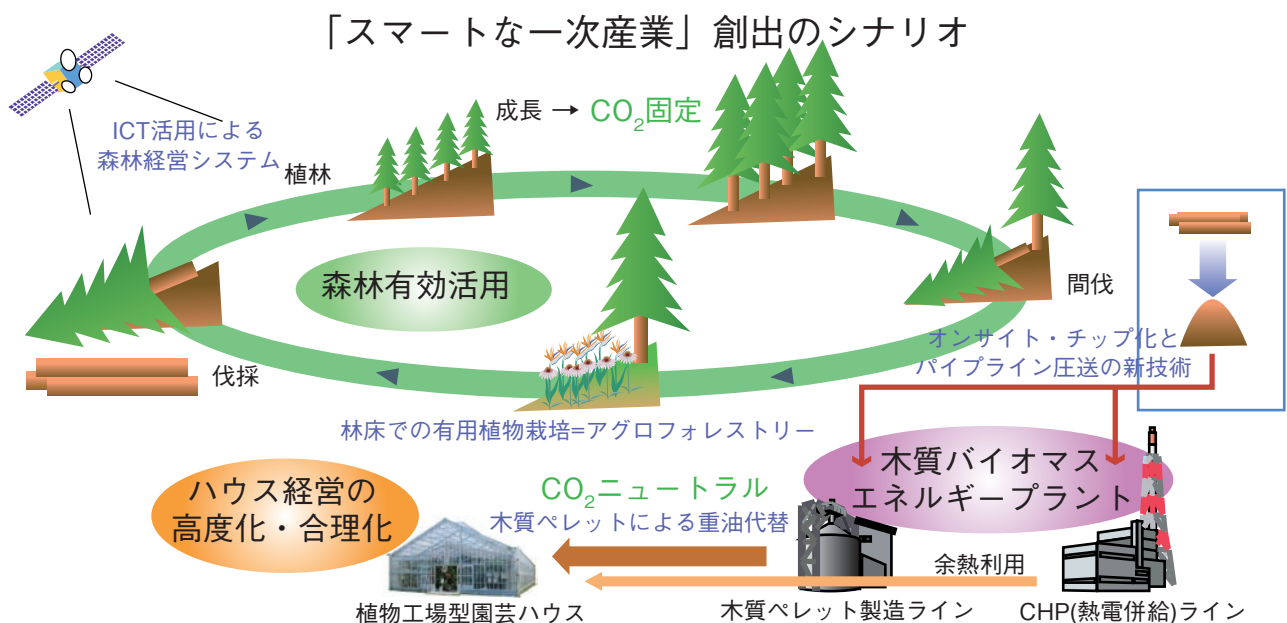 「スマートな一次産業」創出のシナリオ
成長 → CO₂固定
ICT活用による
森林経営システム
植林
森林有効活用
間伐
オンサイト・チップ化と
パイプライン圧送の新技術
伐採
林床での有用植物栽培=アグロフォレストリー
木質バイオマス
エネルギープラント
ハウス経営の
高度化・合理化
CO₂ニュートラル
木質ペレットによる重油代替
余熱利用
植物工場型園芸ハウス
木質ペレット製造ライン
CHP(熱電併給)ライン